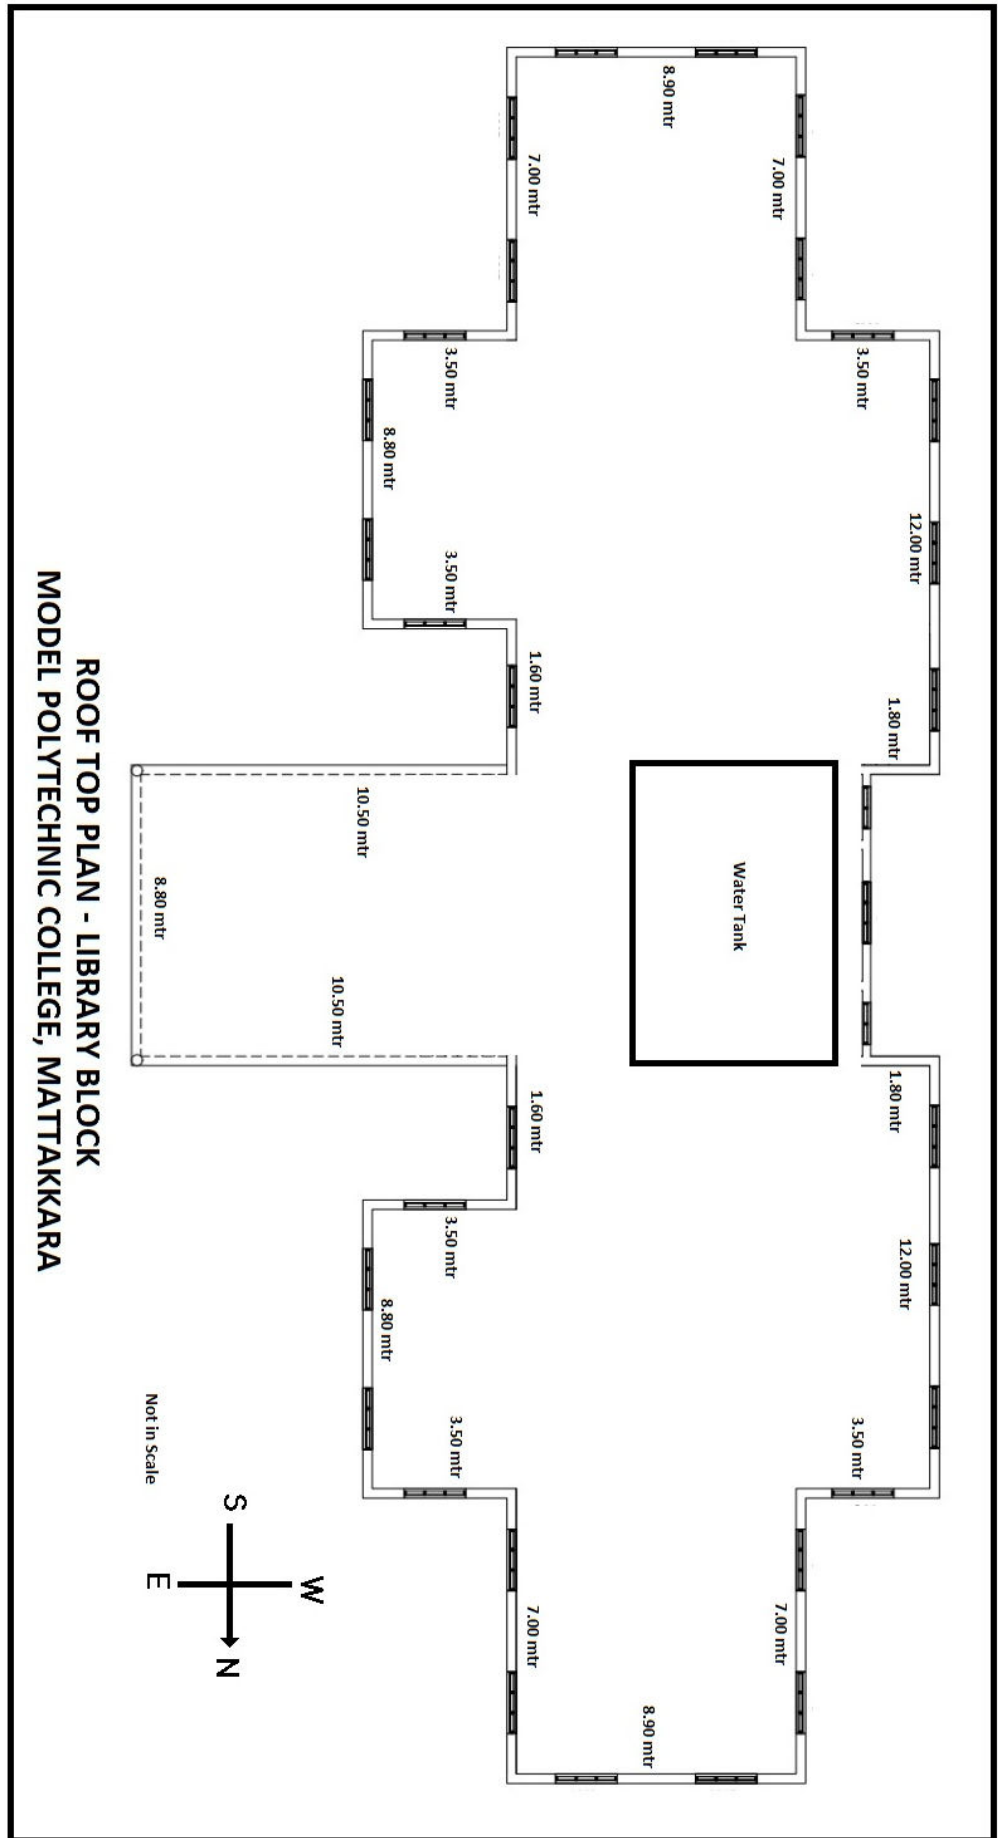 8.90 mtr
7.00 mtr
7.00 mtr
3.50 mtr
3.50 mtr
8.80 mtr
12.00 mtr
3.50 mtr
1.60 mtr
1.80 mtr
10.50 mtr
Water Tank
8.80 mtr
10.50 mtr
1.80 mtr
1.60 mtr
3.50 mtr
12.00 mtr
8.80 mtr
3.50 mtr
3.50 mtr
7.00 mtr
7.00 mtr
8.90 mtr
Not in Scale
S
W
E
N
ROOF TOP PLAN - LIBRARY BLOCK
MODEL POLYTECHNIC COLLEGE, MATTAKKARA